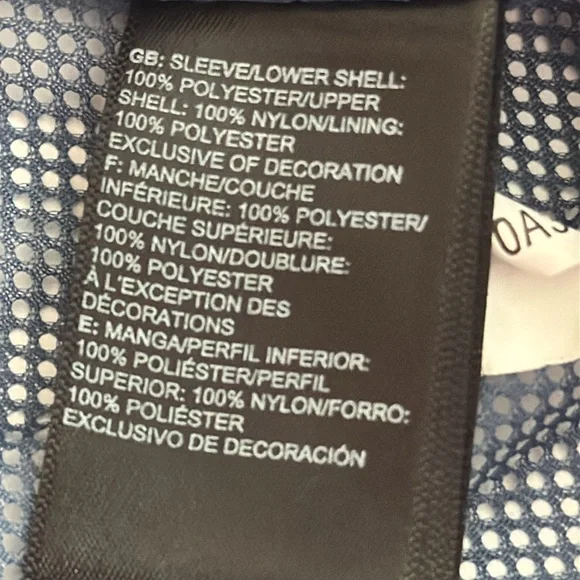 GB: SLEEVE/LOWER SHELL:
100% POLYESTER/UPPER
SHELL: 100% NYLON/LINING:
100% POLYESTER
EXCLUSIVE OF DECORATION
F: MANCHE/COUCHE
INFÉRIEURE: 100% POLYESTER/
COUCHE SUPÉRIEURE:
100% NYLON/DOUBLURE:
100% POLYESTER
À L'EXCEPTION DES
DÉCORATIONS
E: MANGA/PERFIL INFERIOR:
100% POLIÉSTER/PERFIL
SUPERIOR: 100% NYLON/FORRO:
100% POLIÉSTER
EXCLUSIVO DE DECORACIÓN